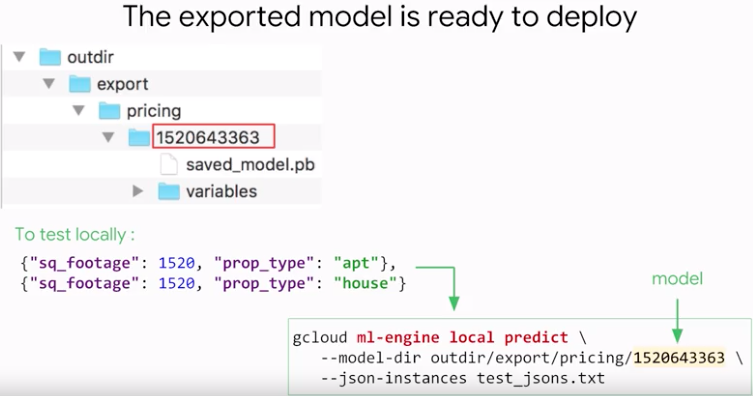 The exported model is ready to deploy
outdir
export
pricing
1520643363
saved_model.pb
variables
To test locally :
{"sq_footage": 1520, "prop_type": "apt"},
{"sq_footage": 1520, "prop_type": "house"}
model
gcloud ml-engine local predict \
--model-dir outdir/export/pricing/1520643363 \
--json-instances test_jsons.txt